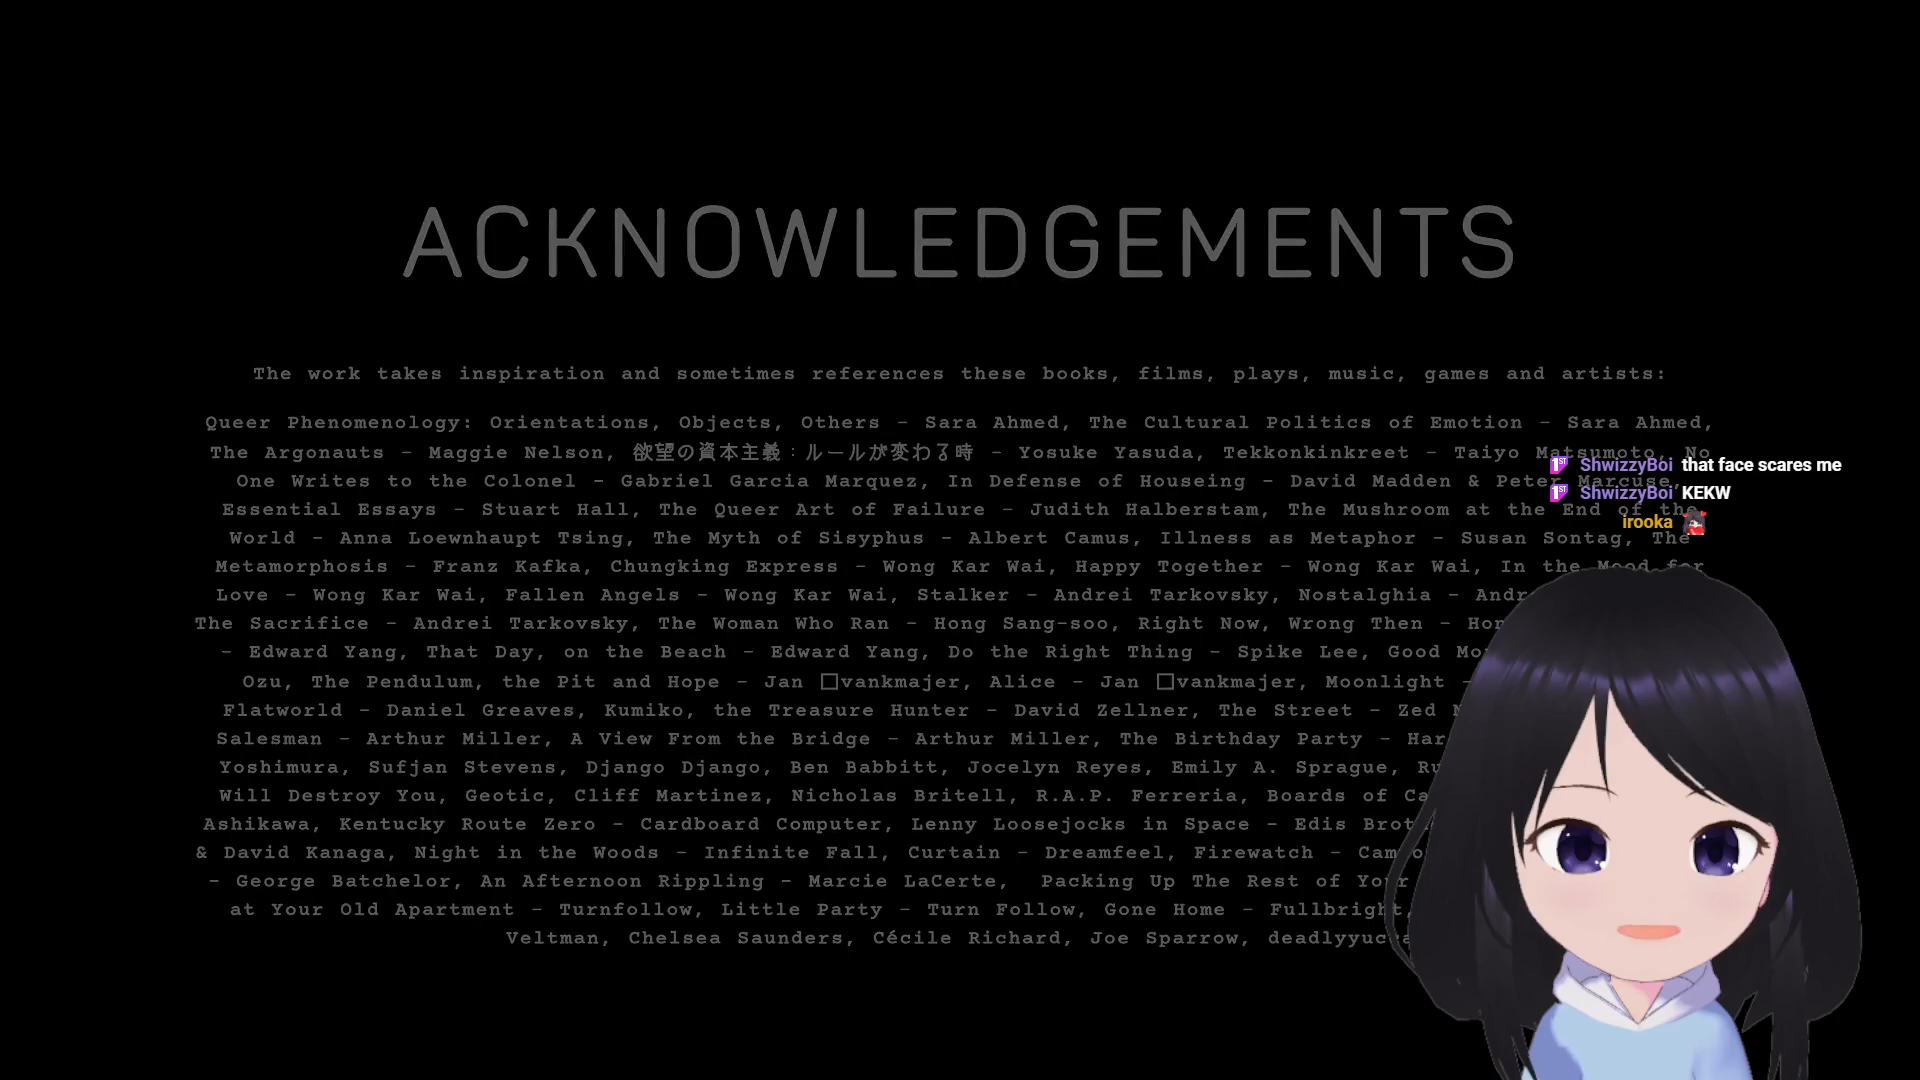 ACKNOWLEDGEMENTS
The work takes inspiration and sometimes references these books, films, plays, music, games and artists:
Queer Phenomenology: Orientations, Objects, Others - Sara Ahmed, The Cultural Politics of Emotion - Sara Ahmed,
The Argonauts - Maggie Nelson, 欲望の資本主義：ルールが変わる時 - Yosuke Yasuda, Tekkonkinkreet - Taiyo Matsumoto, No
One Writes to the Colonel - Gabriel Garcia Marquez, In Defense of Houseing - David Madden & Peter Marcuse,
Essential Essays - Stuart Hall, The Queer Art of Failure - Judith Halberstam, The Mushroom at the End of the
World - Anna Loewnhaupt Tsing, The Myth of Sisyphus - Albert Camus, Illness as Metaphor - Susan Sontag, The
Metamorphosis - Franz Kafka, Chungking Express - Wong Kar Wai, Happy Together - Wong Kar Wai, In the Mood for
Love - Wong Kar Wai, Fallen Angels - Wong Kar Wai, Stalker - Andrei Tarkovsky, Nostalghia -
The Sacrifice - Andrei Tarkovsky, The Woman Who Ran - Hong Sang-soo, Right Now, Wrong Then -
- Edward Yang, That Day, on the Beach - Edward Yang, Do the Right Thing - Spike Lee, Good
Ozu, The Pendulum, the Pit and Hope - Jan □vankmajer, Alice - Jan □vankmajer, Moonlight -
Flatworld - Daniel Greaves, Kumiko, the Treasure Hunter - David Zellner, The Street - Zed
Salesman - Arthur Miller, A View From the Bridge - Arthur Miller, The Birthday Party -
Yoshimura, Sufjan Stevens, Django Django, Ben Babbitt, Jocelyn Reyes, Emily A. Sprague,
Will Destroy You, Geotic, Cliff Martinez, Nicholas Britell, R.A.P. Ferreria, Boards of
Ashikawa, Kentucky Route Zero - Cardboard Computer, Lenny Loosejocks in Space - Edis
& David Kanaga, Night in the Woods - Infinite Fall, Curtain - Dreamfeel, Firewatch -
- George Batchelor, An Afternoon Rippling - Marcie LaCerte, Packing Up The Rest of Your
at Your Old Apartment - Turnfollow, Little Party - Turn Follow, Gone Home - Fullbright,
Veltman, Chelsea Saunders, Cécile Richard, Joe Sparrow,
1ST ShwizzyBoi that face scares me
1ST ShwizzyBoi KEKW
irooka